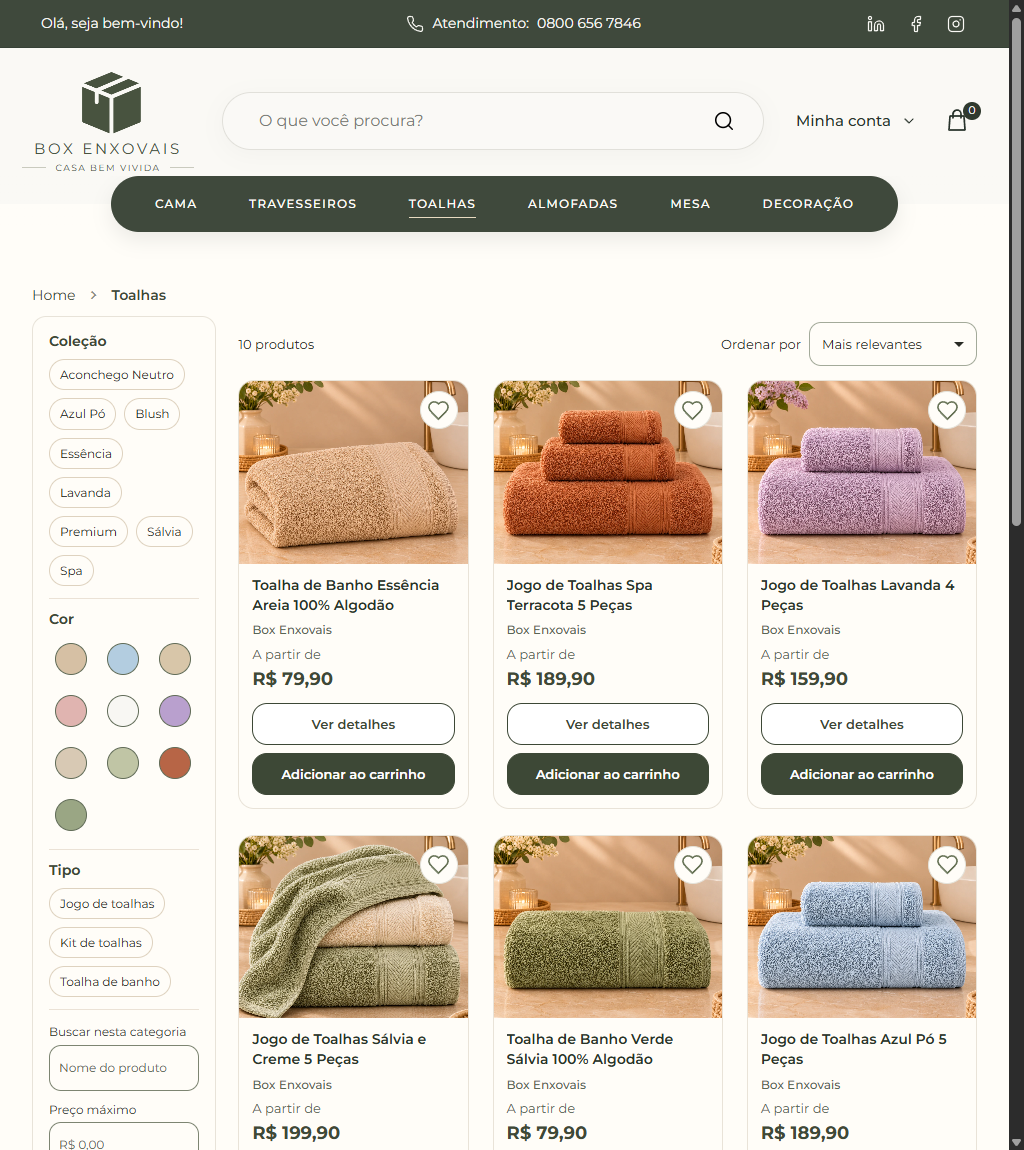 Olá, seja bem-vindo!
Atendimento: 0800 656 7846
BOX ENXOVAIS
CASA BEM VIVIDA
O que você procura?
Minha conta
0
CAMA TRAVESSEIROS TOALHAS ALMOFADAS MESA DECORAÇÃO
Home > Toalhas
Coleção
Aconchego Neutro
Azul Pó Blush
Essência
Lavanda
Premium Sálvia
Spa
Cor
Tipo
Jogo de toalhas
Kit de toalhas
Toalha de banho
Buscar nesta categoria
Nome do produto
Preço máximo
R$ 0,00
10 produtos
Ordenar por Mais relevantes
Toalha de Banho Essência
Areia 100% Algodão
Box Enxovais
A partir de
R$ 79,90
Ver detalhes
Adicionar ao carrinho
Jogo de Toalhas Spa
Terracota 5 Peças
Box Enxovais
A partir de
R$ 189,90
Ver detalhes
Adicionar ao carrinho
Jogo de Toalhas Lavanda 4
Peças
Box Enxovais
A partir de
R$ 159,90
Ver detalhes
Adicionar ao carrinho
Jogo de Toalhas Sálvia e
Creme 5 Peças
Box Enxovais
A partir de
R$ 199,90
Toalha de Banho Verde
Sálvia 100% Algodão
Box Enxovais
A partir de
R$ 79,90
Jogo de Toalhas Azul Pó 5
Peças
Box Enxovais
A partir de
R$ 189,90